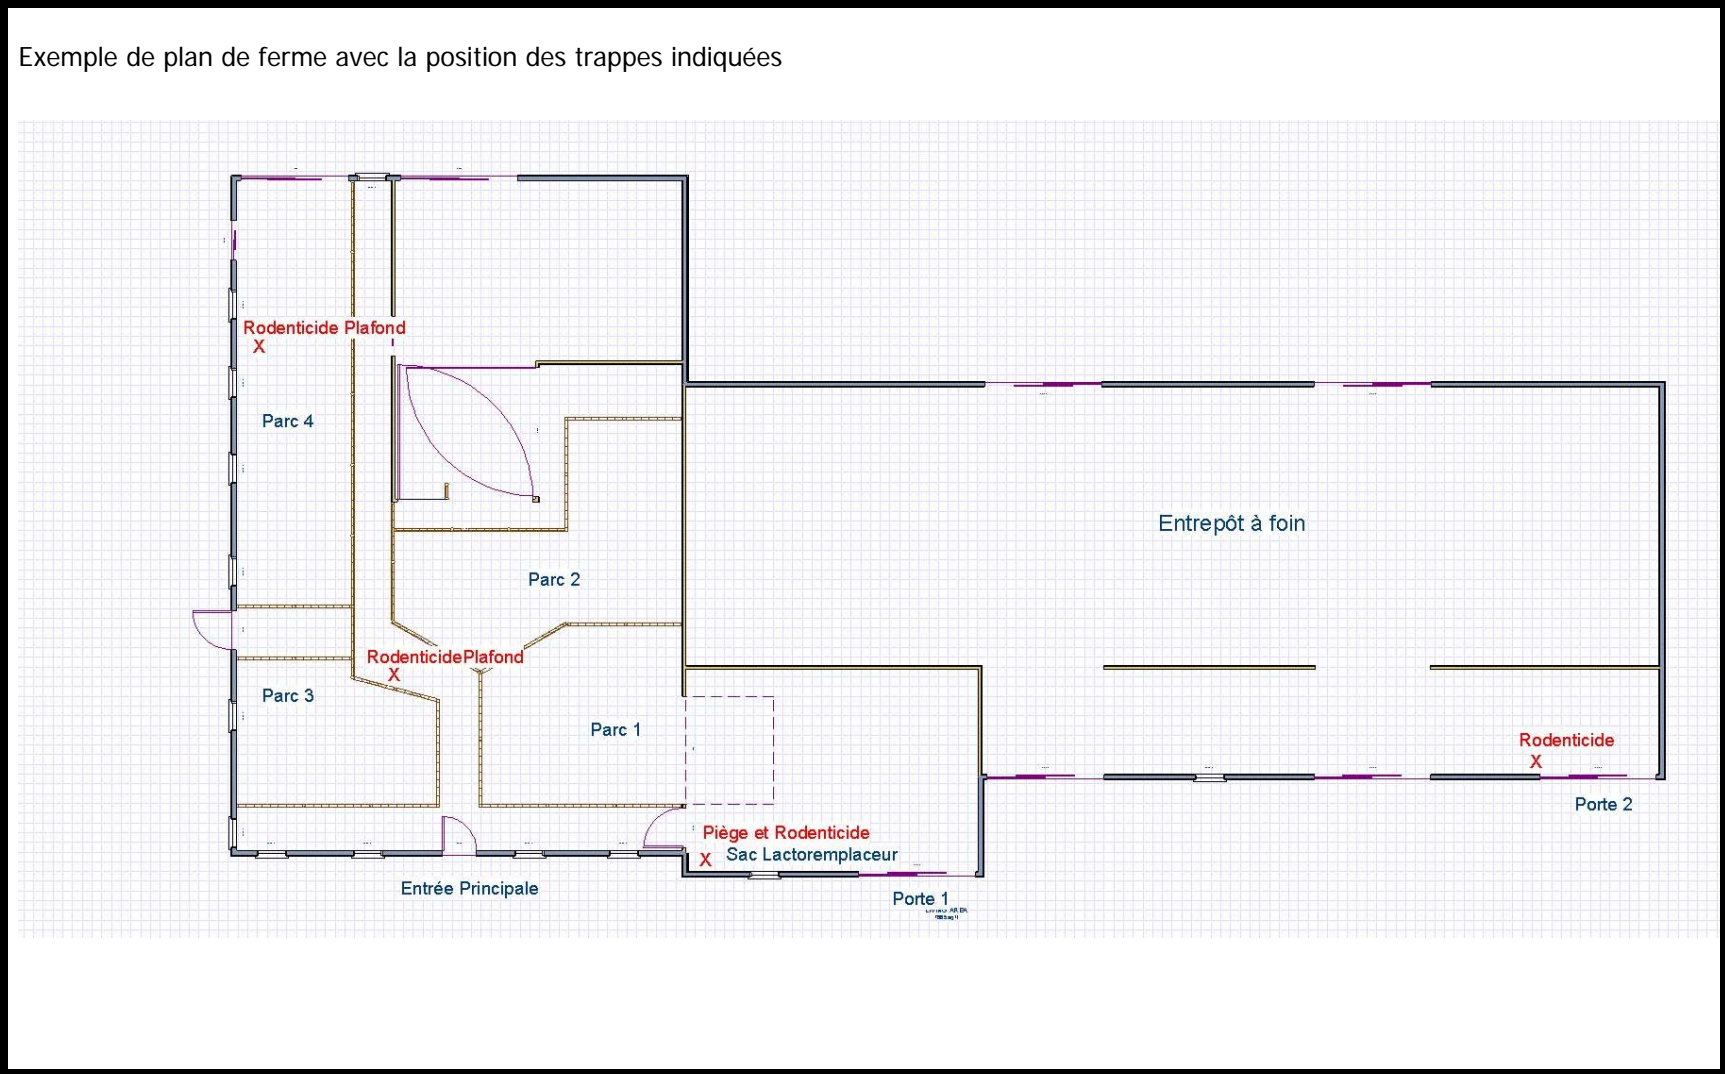 Exemple de plan de ferme avec la position des trappes indiquées
Rodenticide Plafond
X
Parc 4
Entrepôt à foin
Parc 2
RodenticidePlafond
X
Parc 3
Parc 1
Rodenticide
X
Porte 2
Piège et Rodenticide
X Sac Lactoremplaceur
Entrée Principale
Porte 1